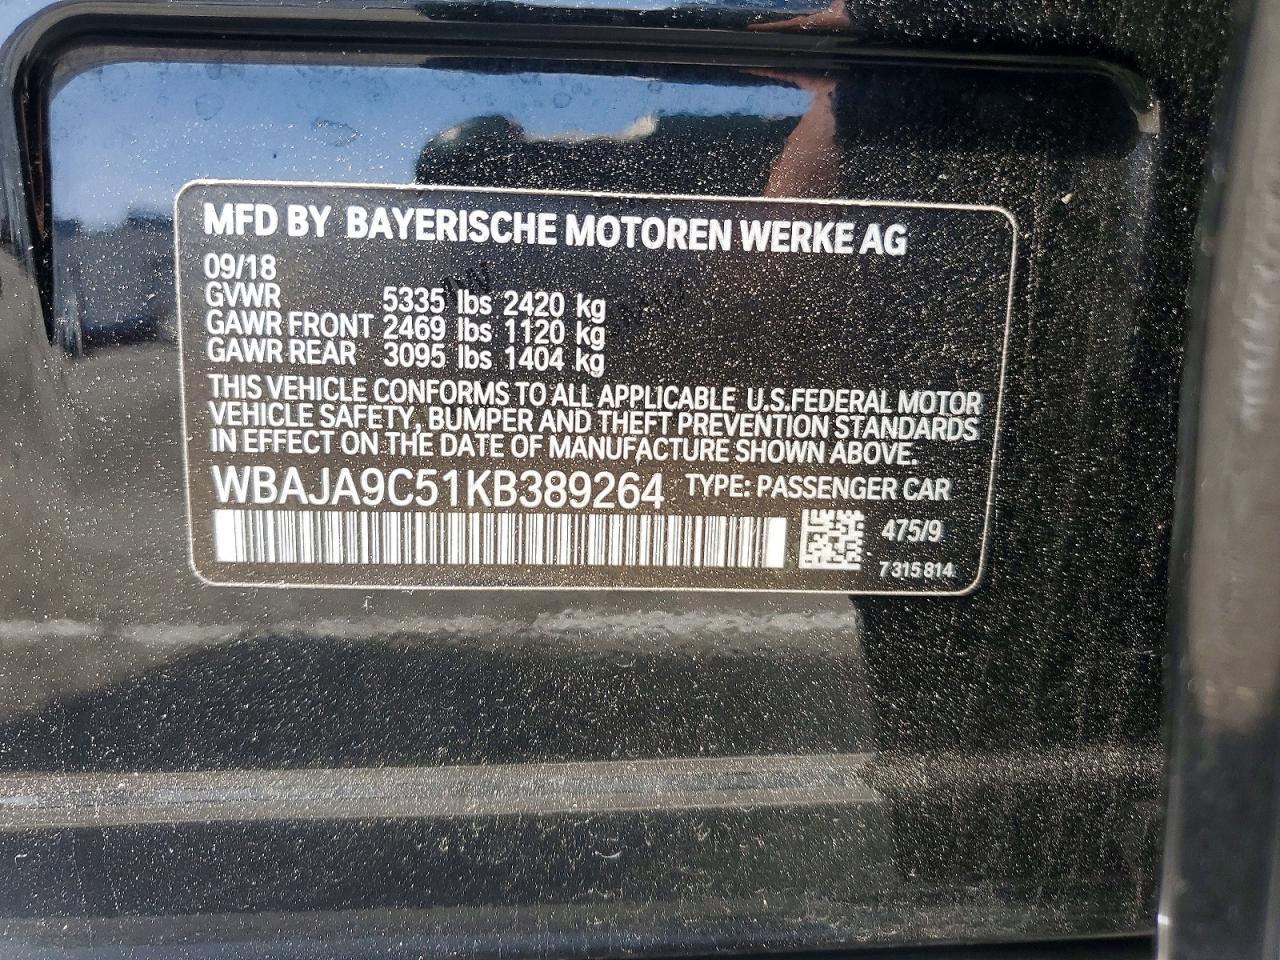 MFD BY BAYERISCHE MOTOREN WERKE AG
09/18
GVWR 5335 lbs 2420 kg
GAWR FRONT 2469 lbs 1120 kg
GAWR REAR 3095 lbs 1404 kg
THIS VEHICLE CONFORMS TO ALL APPLICABLE U.S.FEDERAL MOTOR
VEHICLE SAFETY, BUMPER AND THEFT PREVENTION STANDARDS
IN EFFECT ON THE DATE OF MANUFACTURE SHOWN ABOVE.
WBAJA9C51KB389264 TYPE: PASSENGER CAR
475/9
7 315 814